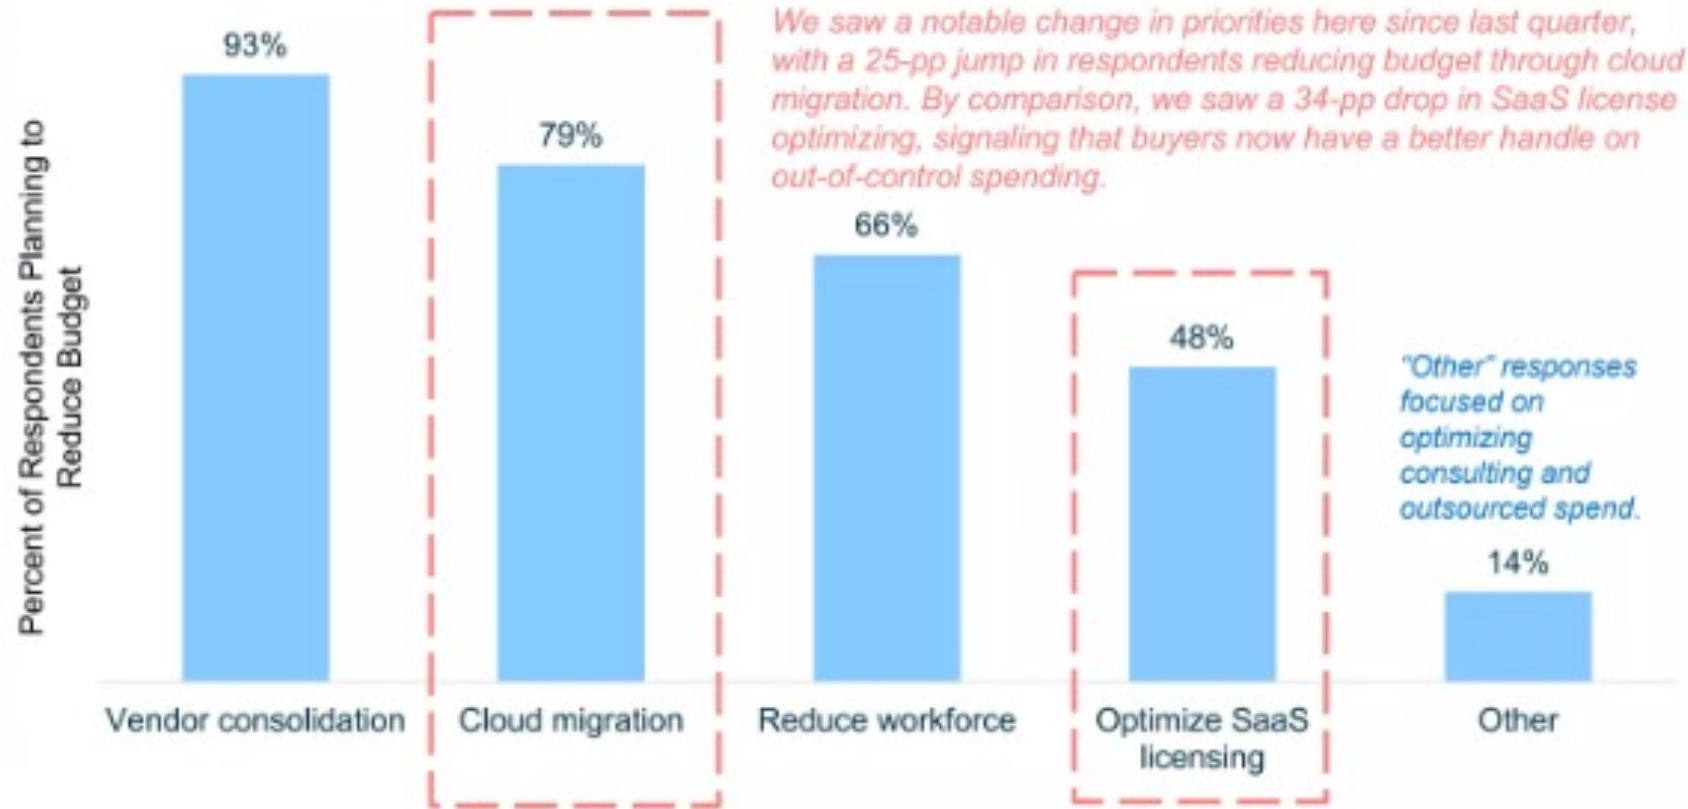 93%
We saw a notable change in priorities here since last quarter,
with a 25-pp jump in respondents reducing budget through cloud
migration. By comparison, we saw a 34-pp drop in SaaS license
optimizing, signaling that buyers now have a better handle on
out-of-control spending.
79%
66%
48%
"Other" responses
focused on
optimizing
consulting and
outsourced spend.
14%
Percent of Respondents Planning to
Reduce Budget
Vendor consolidation
Cloud migration
Reduce workforce
Optimize SaaS
licensing
Other